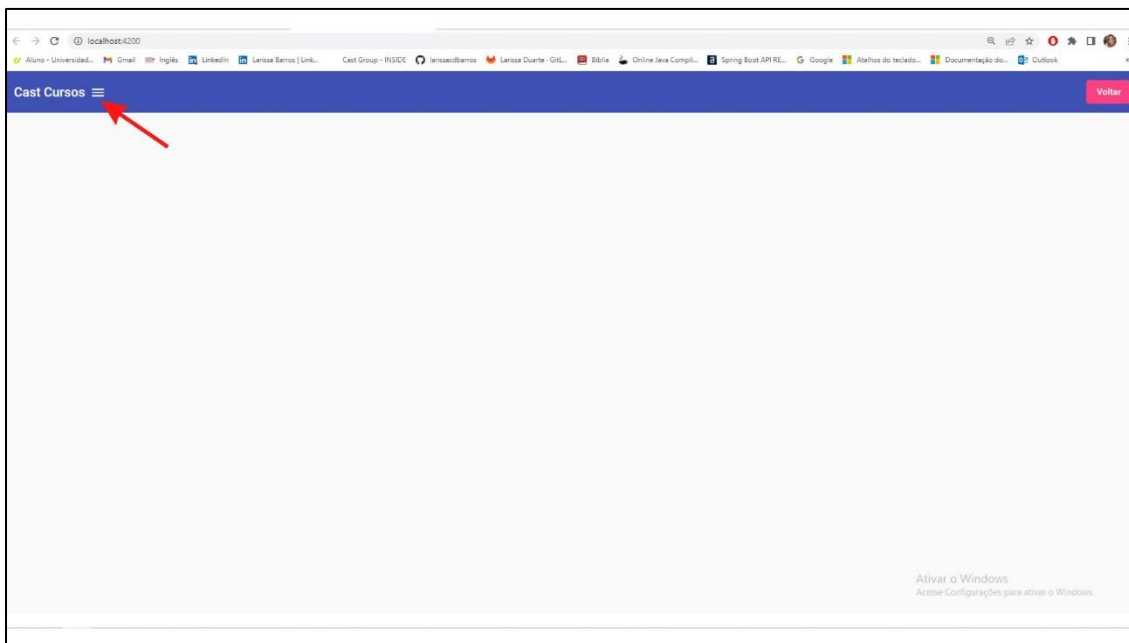 localhost:4200
Aluno - Universidad... Gmail Inglês LinkedIn Larissa Barros | Link... Cast Group - INSIDE larissacdbarros Larissa Duarte · GitL... Biblia Online Java Compil... Spring Boot API RE... Google Atalhos do teclado... Documentação do... Outlook
Cast Cursos
Voltar
Ativar o Windows
Acesse Configurações para ativar o Windows.